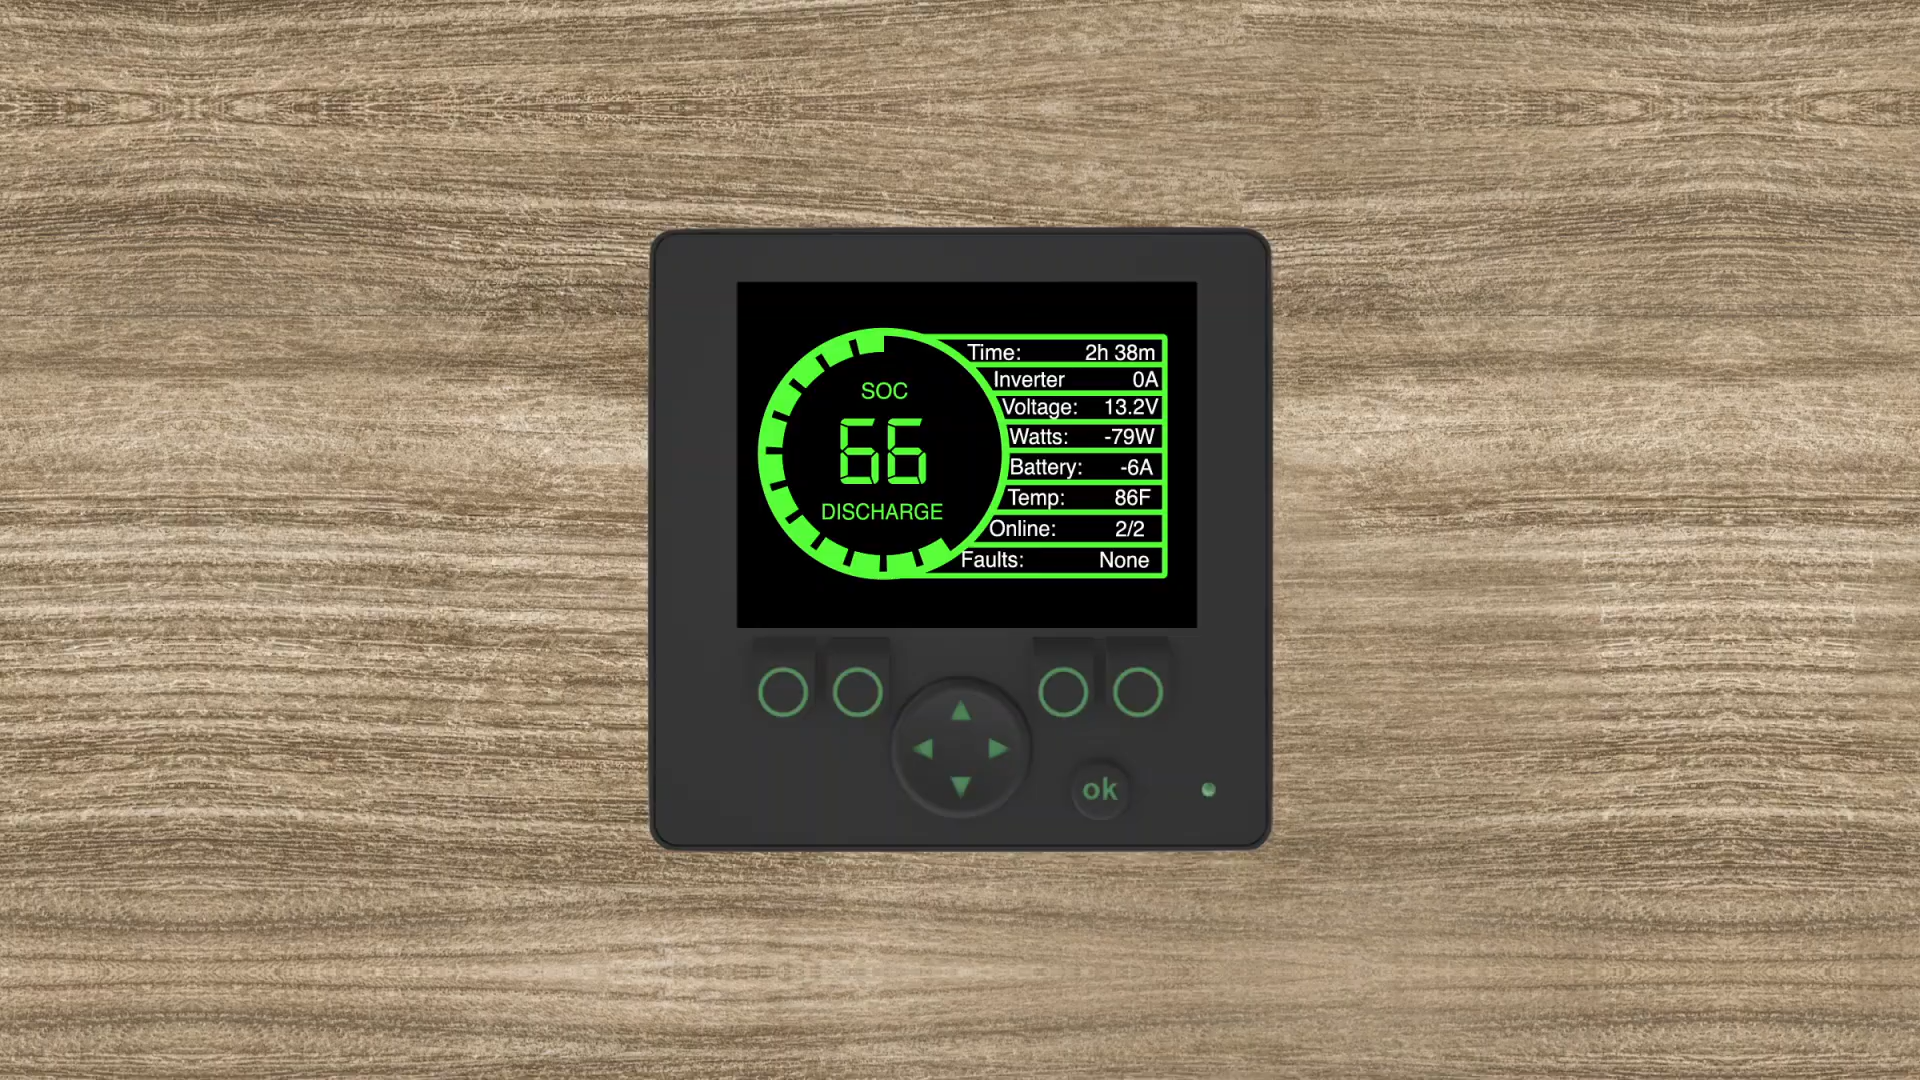 SOC
66
DISCHARGE
Time: 2h 38m
Inverter 0A
Voltage: 13.2V
Watts: -79W
Battery: -6A
Temp: 86F
Online: 2/2
Faults: None
ok